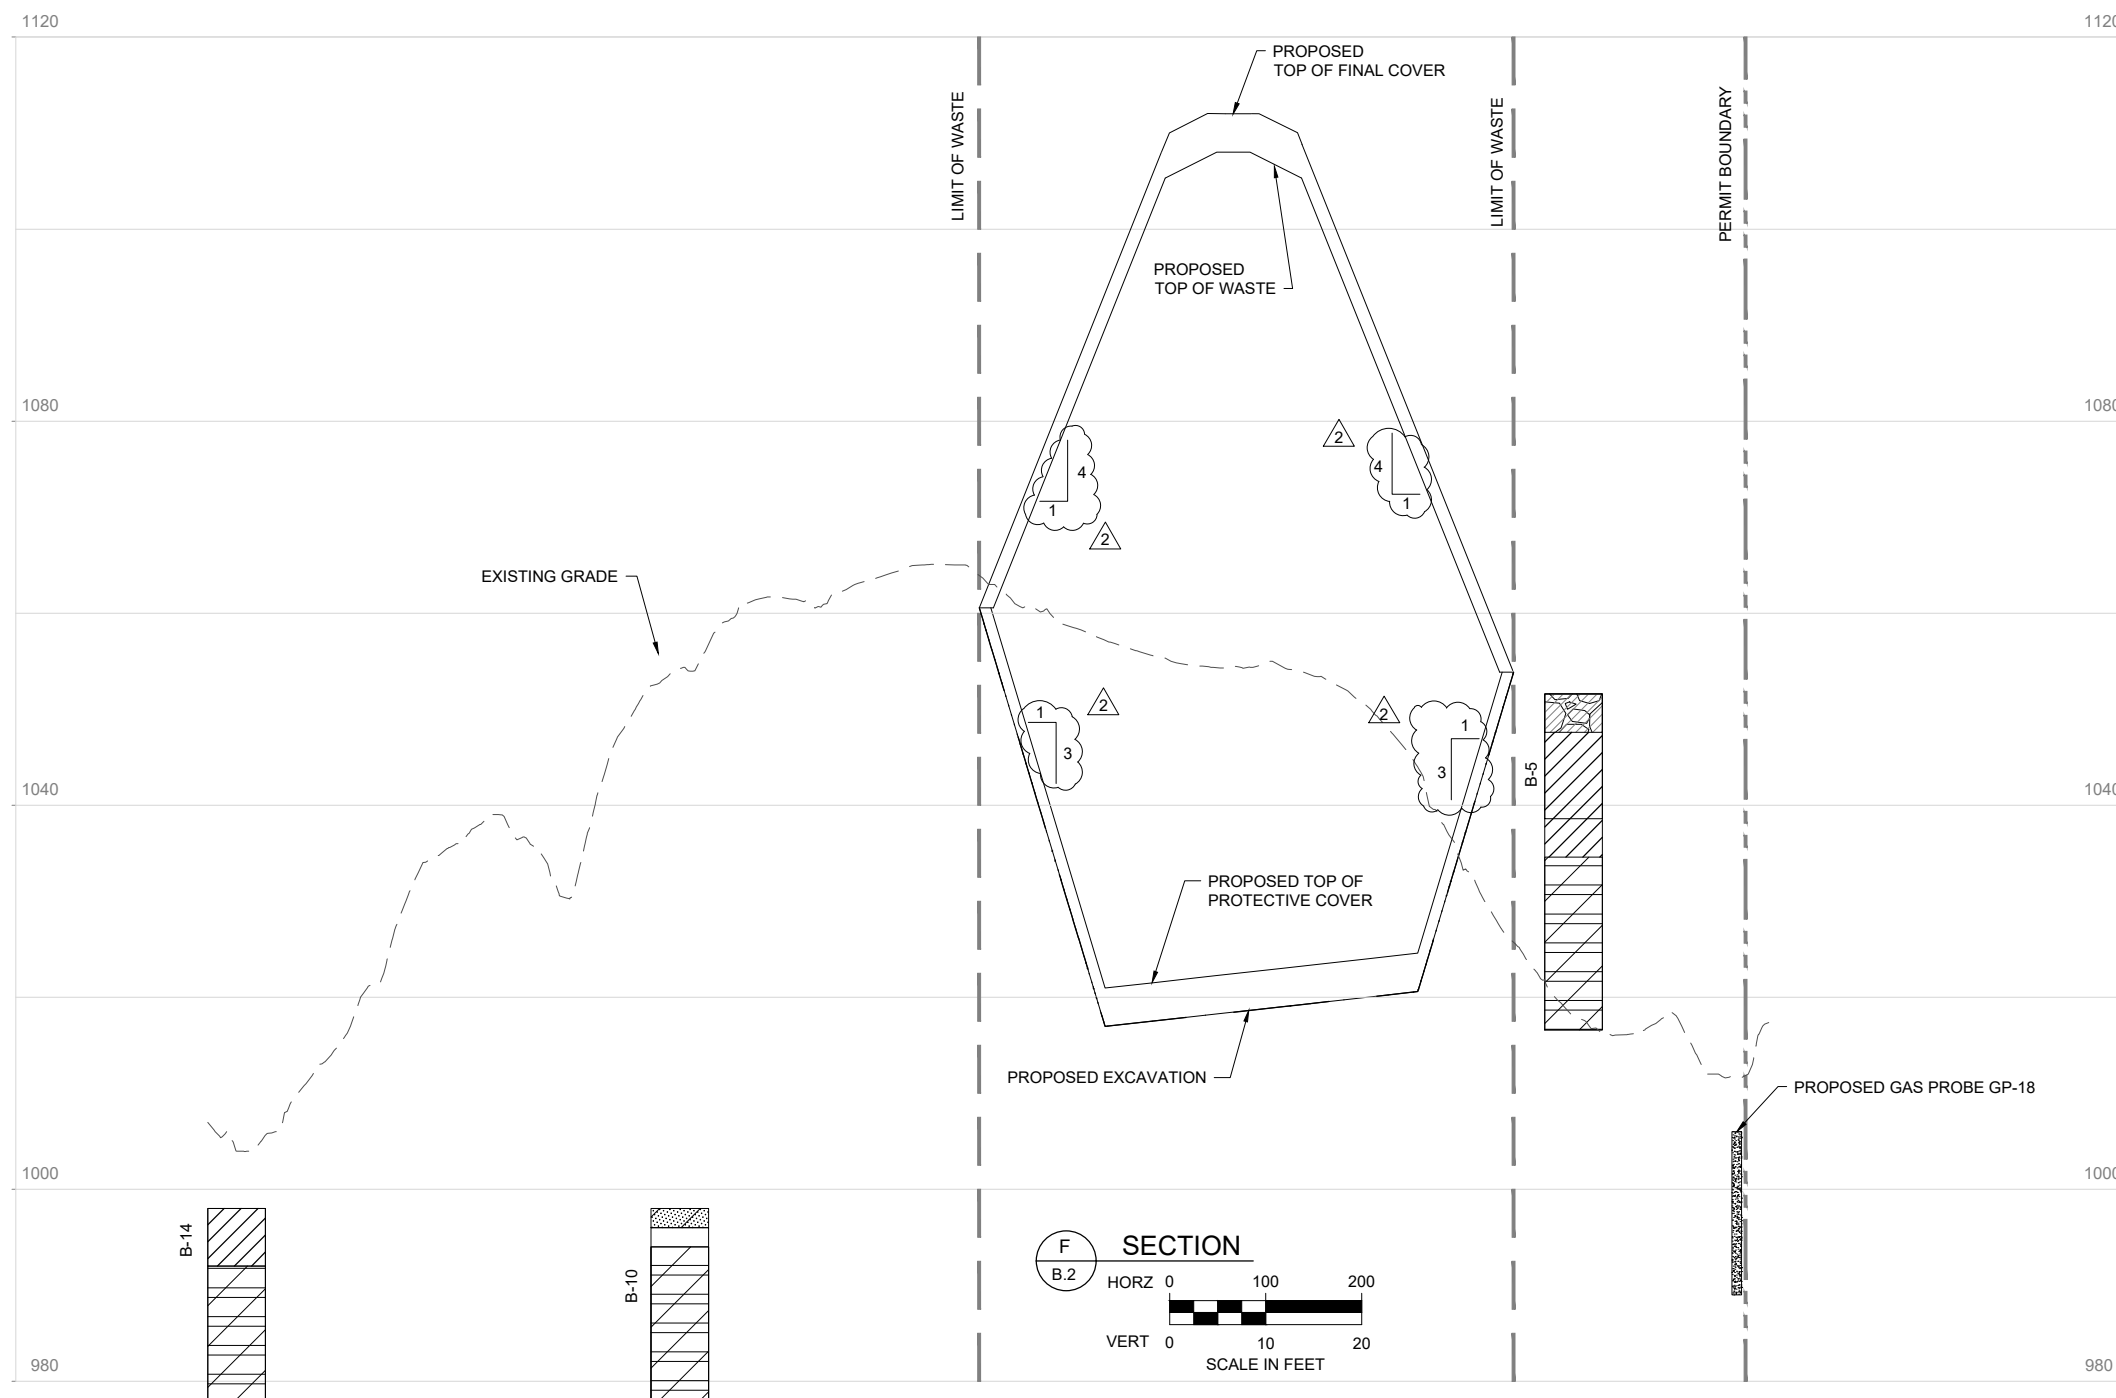 1120
1120
PROPOSED
TOP OF FINAL COVER
LIMIT OF WASTE
LIMIT OF WASTE
PERMIT BOUNDARY
PROPOSED
TOP OF WASTE
1080
1080
4
1
2
2
4
1
EXISTING GRADE
1
3
2
2
1
3
B-5
1040
1040
PROPOSED TOP OF
PROTECTIVE COVER
PROPOSED EXCAVATION
PROPOSED GAS PROBE GP-18
1000
1000
B-14
B-10
F
B.2
SECTION
HORZ 0 100 200
VERT 0 10 20
SCALE IN FEET
980
980